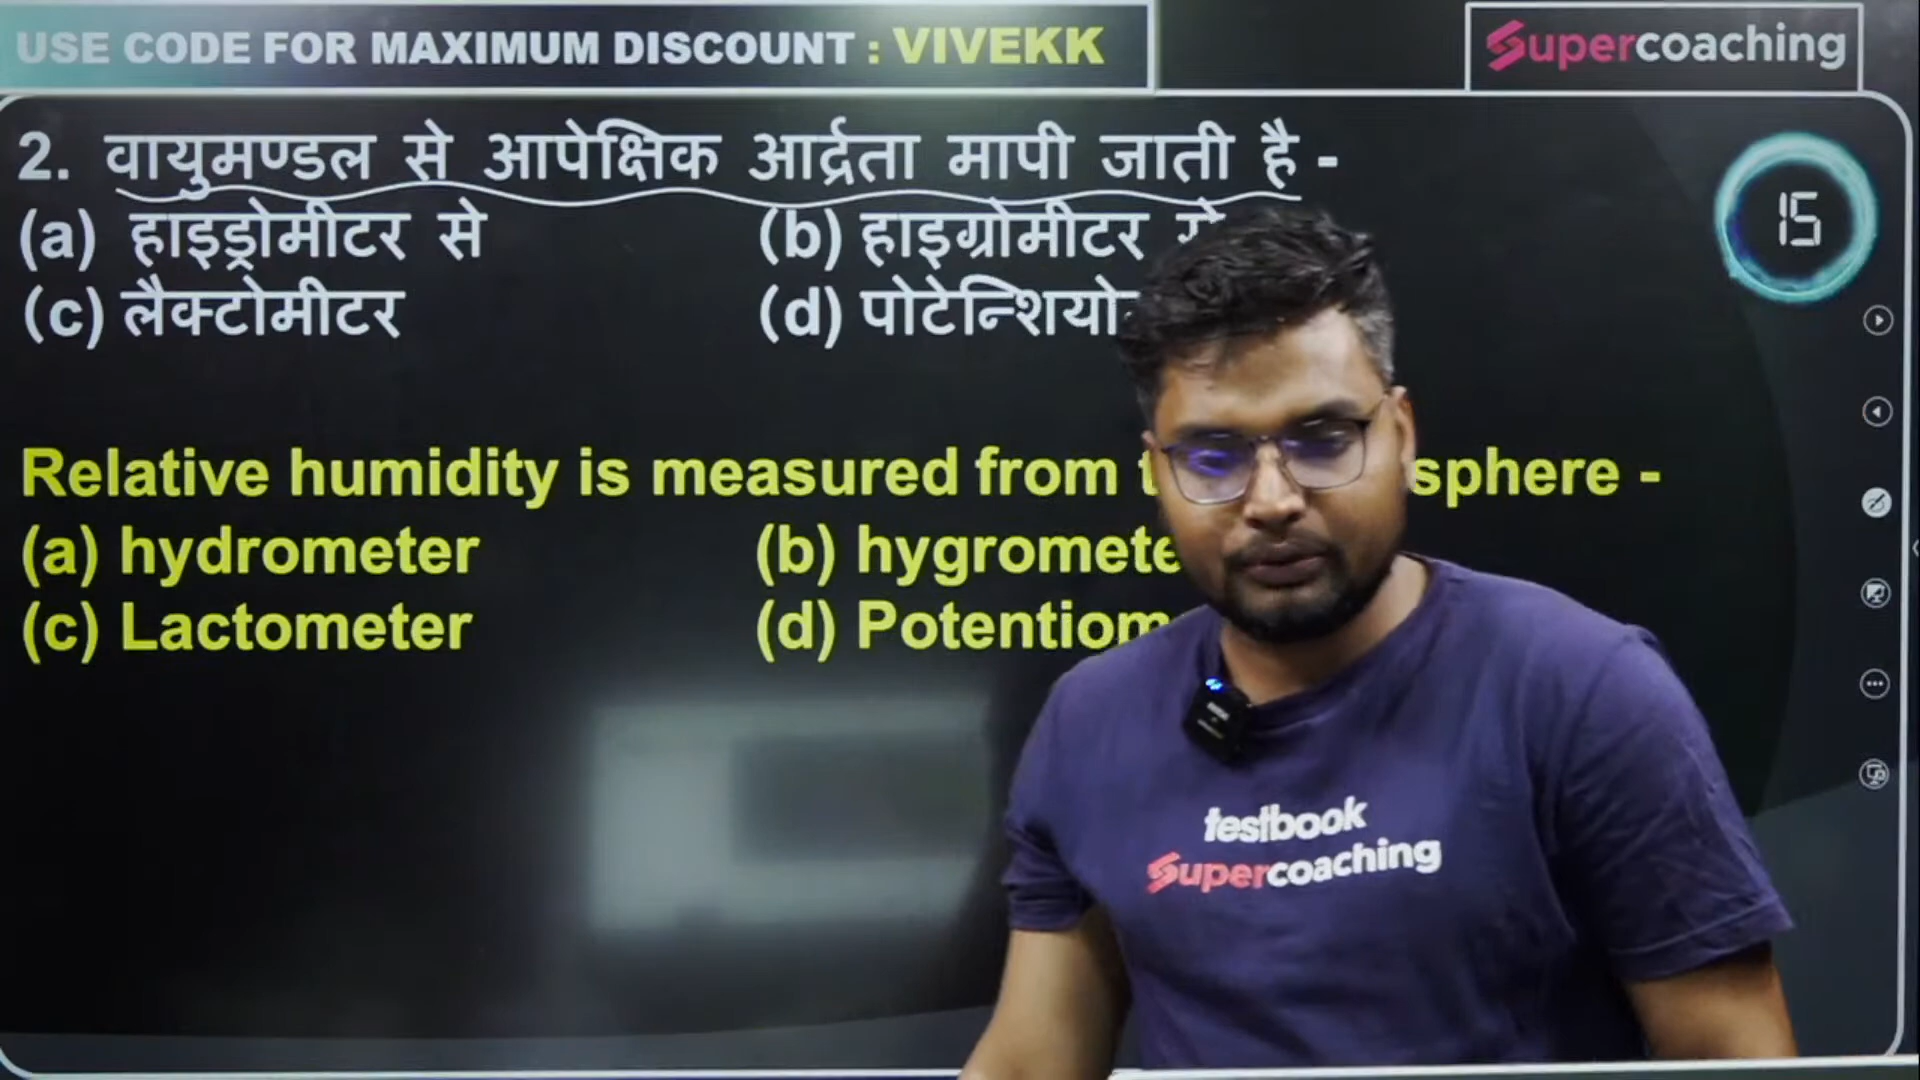 USE CODE FOR MAXIMUM DISCOUNT : VIVEKK
Supercoaching
2. वायुमण्डल से आपेक्षिक आर्द्रता मापी जाती है -
15
(a) हाइड्रोमीटर से
(b) हाइग्रोमीटर
(c) लैक्टोमीटर
(d)
Relative humidity is measured from sphere -
(a) hydrometer
(b) hygromete
(c) Lactometer
(d) Potentiom
testbook
Supercoaching